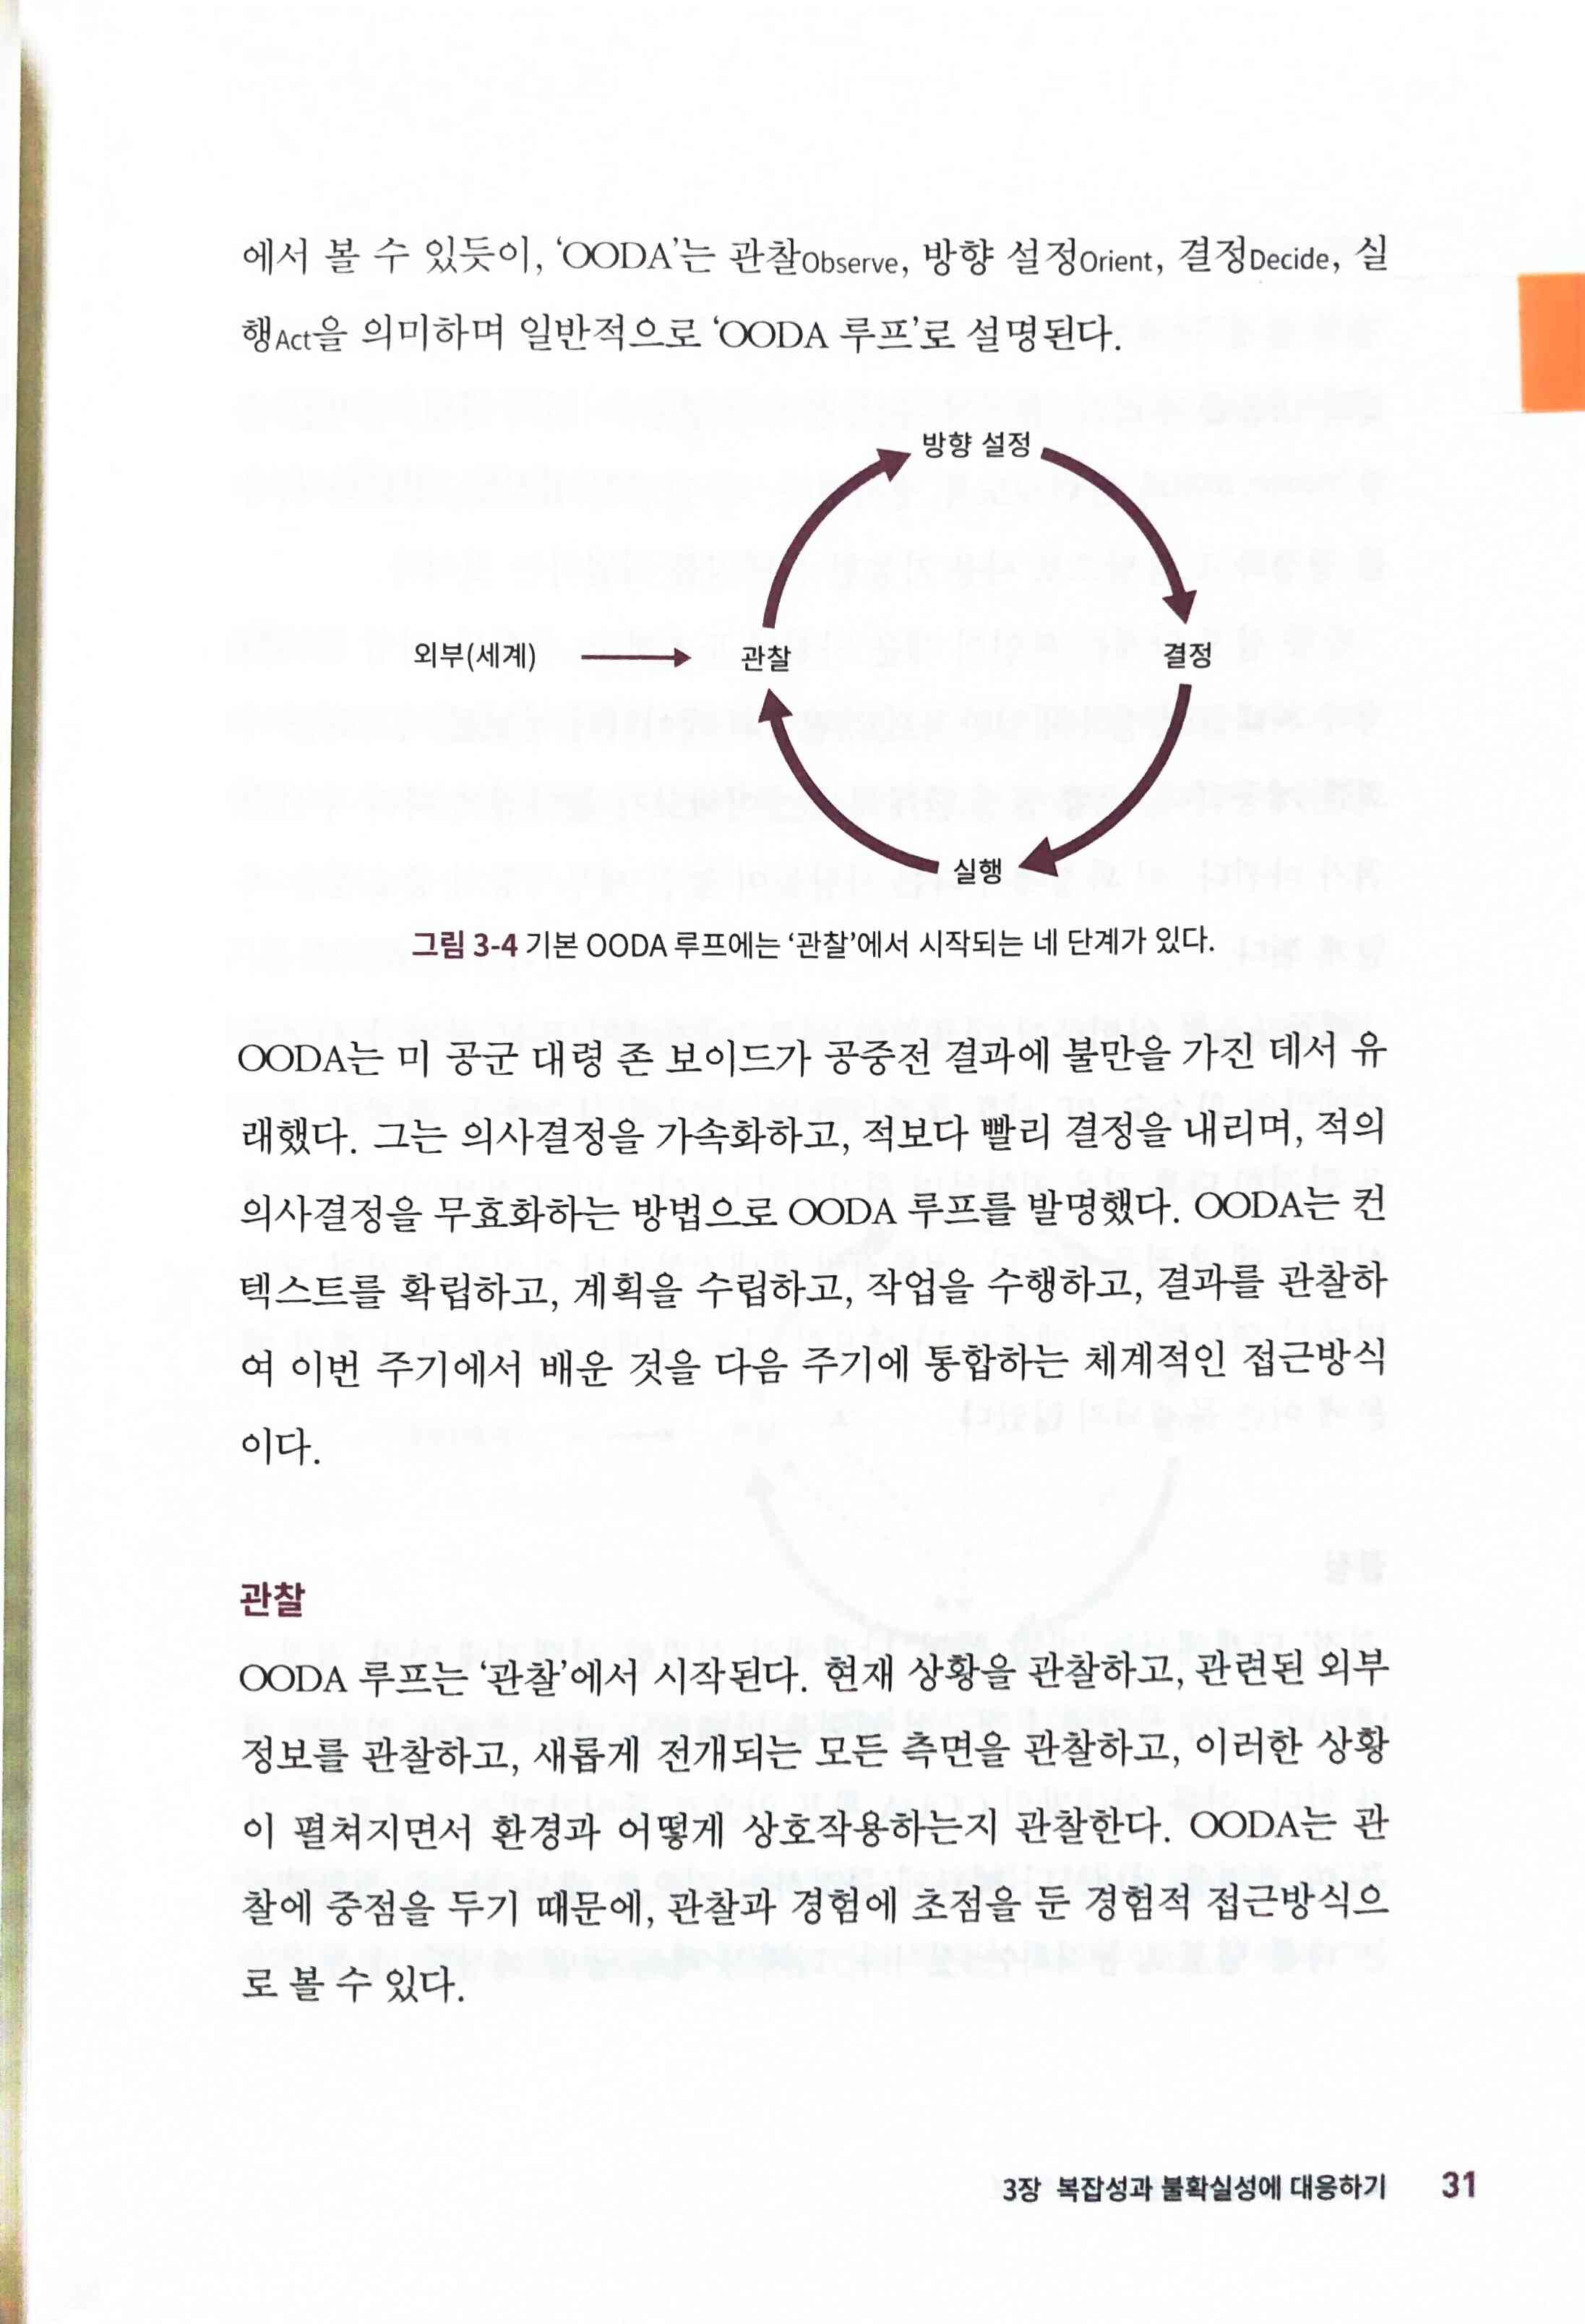 에서 볼 수 있듯이, ‘OODA’는 관찰Observe, 방향 설정Orient, 결정Decide, 실
행Act을 의미하며 일반적으로 ‘OODA 루프’로 설명된다.
방향 설정
외부(세계)
관찰
결정
실행
그림 3-4 기본 OODA 루프에는 ‘관찰’에서 시작되는 네 단계가 있다.
OODA는 미 공군 대령 존 보이드가 공중전 결과에 불만을 가진 데서 유
래했다. 그는 의사결정을 가속화하고, 적보다 빨리 결정을 내리며, 적의
의사결정을 무효화하는 방법으로 OODA 루프를 발명했다. OODA는 컨
텍스트를 확립하고, 계획을 수립하고, 작업을 수행하고, 결과를 관찰하
여 이번 주기에서 배운 것을 다음 주기에 통합하는 체계적인 접근방식
이다.
관찰
OODA 루프는 ‘관찰’에서 시작된다. 현재 상황을 관찰하고, 관련된 외부
정보를 관찰하고, 새롭게 전개되는 모든 측면을 관찰하고, 이러한 상황
이 펼쳐지면서 환경과 어떻게 상호작용하는지 관찰한다. OODA는 관
찰에 중점을 두기 때문에, 관찰과 경험에 초점을 둔 경험적 접근방식으
로 볼 수 있다.
3장 복잡성과 불확실성에 대응하기 31